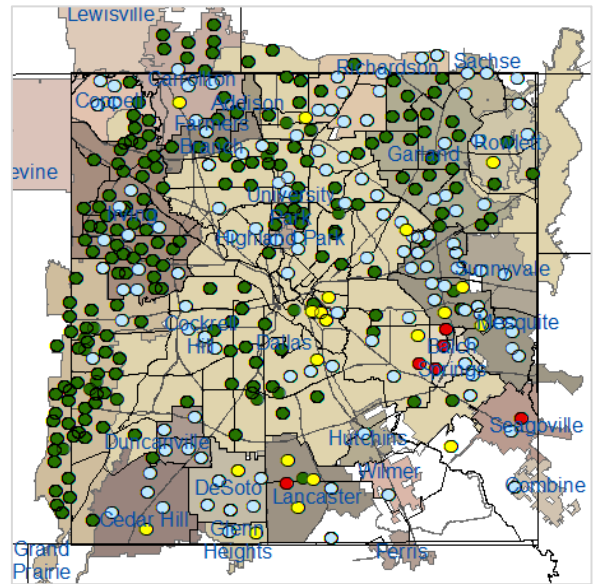 Lewisville
Richardson
Sachse
Carrollton
Coppell
Addison
Farmers
Branch
Garland
Rowlett
evine
University
Park
Irving
Highland Park
Sunnyvale
Cockrell
Hill
Dallas
Mesquite
Balch
Springs
Seagoville
Duncanville
Hutchins
Wilmer
DeSoto
Lancaster
Combine
Cedar Hill
Glenn
Heights
Grand
Prairie
Ferris